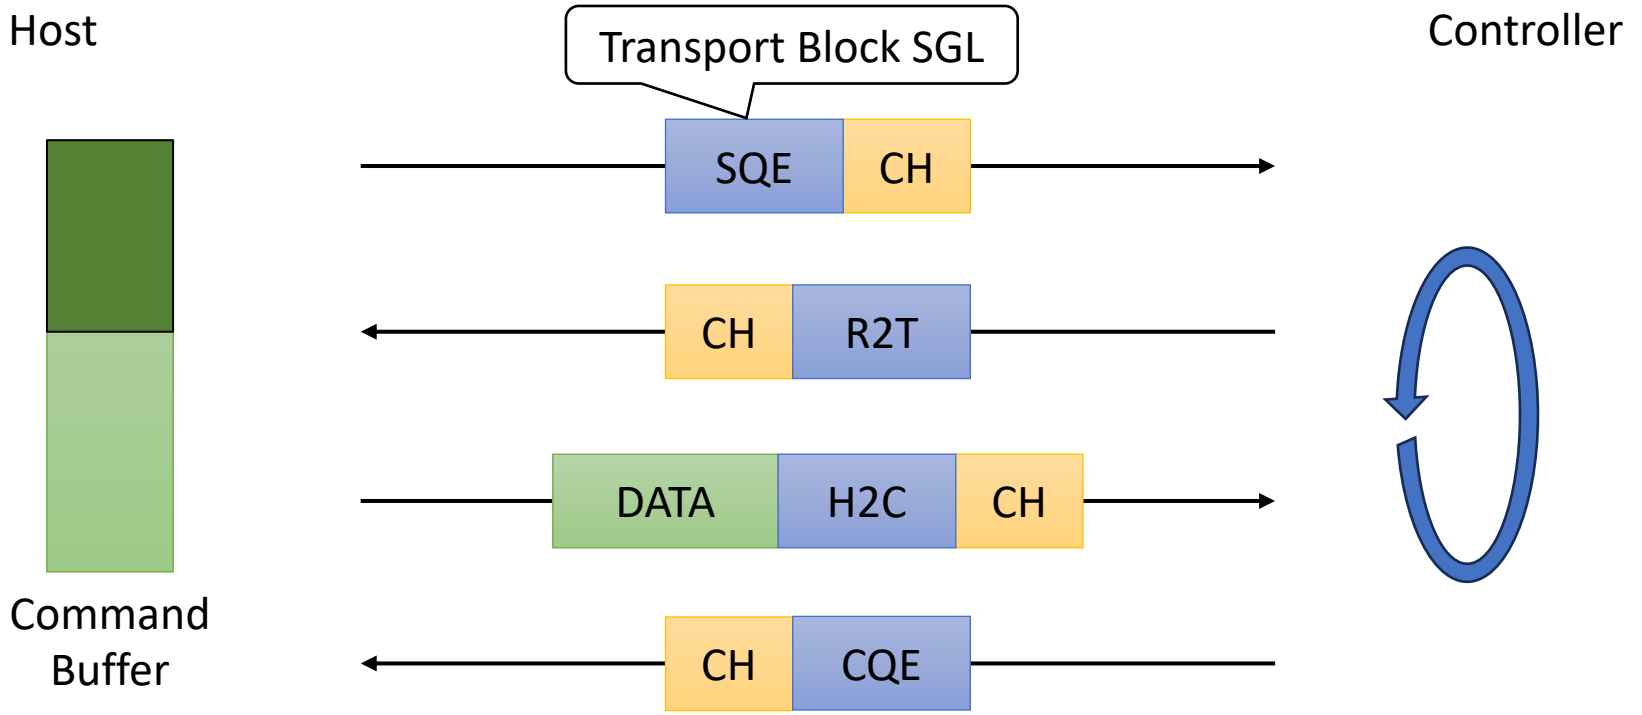 Host
Transport Block SGL
Controller
SQE CH
CH R2T
DATA H2C CH
Command
Buffer
CH CQE